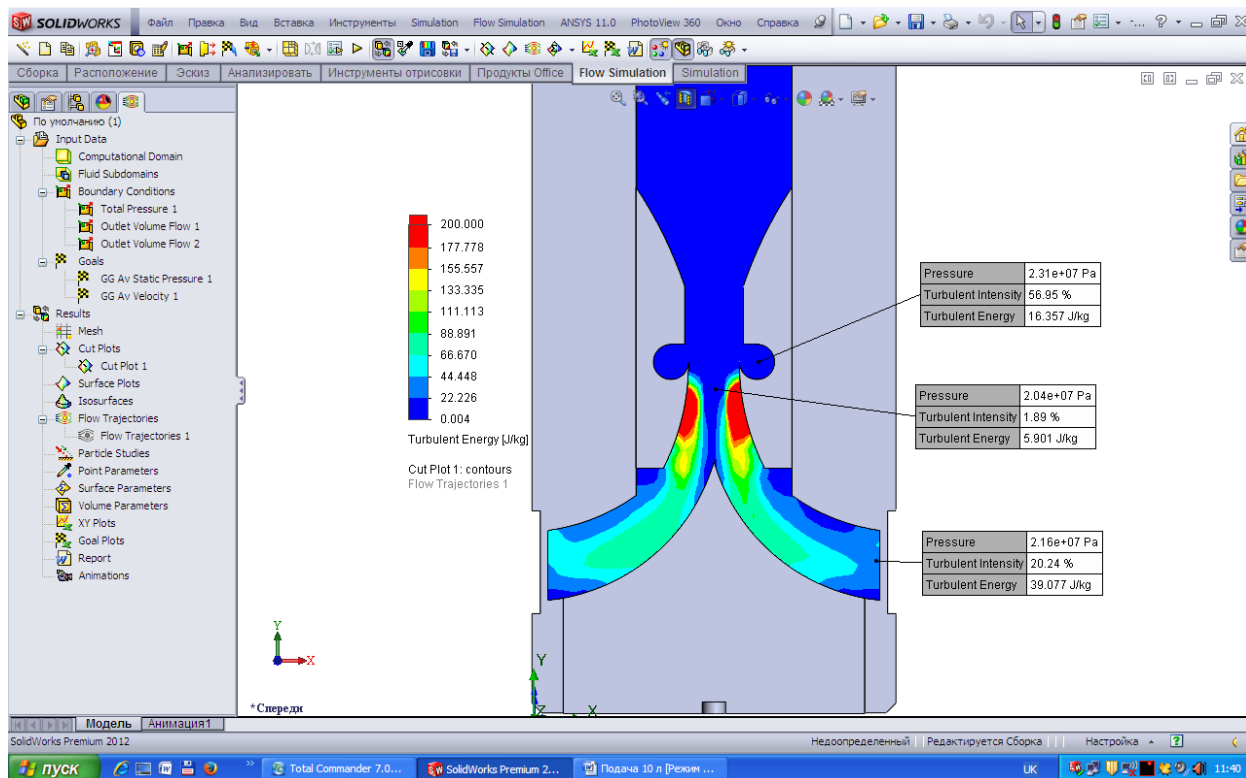 SOLIDWORKS Файл Правка Вид Вставка Инструменты Simulation Flow Simulation ANSYS 11.0 PhotoView 360 Окно Справка
Сборка Расположение Эскиз Анализировать Инструменты отрисовки Продукты Office Flow Simulation Simulation
По умолчанию (1)
Input Data
Computational Domain
Fluid Subdomains
Boundary Conditions
Total Pressure 1
Outlet Volume Flow 1
Outlet Volume Flow 2
Goals
GG Av Static Pressure 1
GG Av Velocity 1
Results
Mesh
Cut Plots
Cut Plot 1
Surface Plots
Isosurfaces
Flow Trajectories
Flow Trajectories 1
Particle Studies
Point Parameters
Surface Parameters
Volume Parameters
XY Plots
Goal Plots
Report
Animations
200.000
177.778
155.557
133.335
111.113
88.891
66.670
44.448
22.226
0.004
Turbulent Energy [J/kg]
Cut Plot 1: contours
Flow Trajectories 1
Pressure 2.31e+07 Pa
Turbulent Intensity 56.95 %
Turbulent Energy 16.357 J/kg
Pressure 2.04e+07 Pa
Turbulent Intensity 1.89 %
Turbulent Energy 5.901 J/kg
Pressure 2.16e+07 Pa
Turbulent Intensity 20.24 %
Turbulent Energy 39.077 J/kg
Y
X
Y
Z
X
*Спереди
Модель Анимация1
SolidWorks Premium 2012 Недоопределенный Редактируется Сборка Настройка
пуск Total Commander 7.0... SolidWorks Premium 2... Подача 10 л [Режим ... UK 11:40